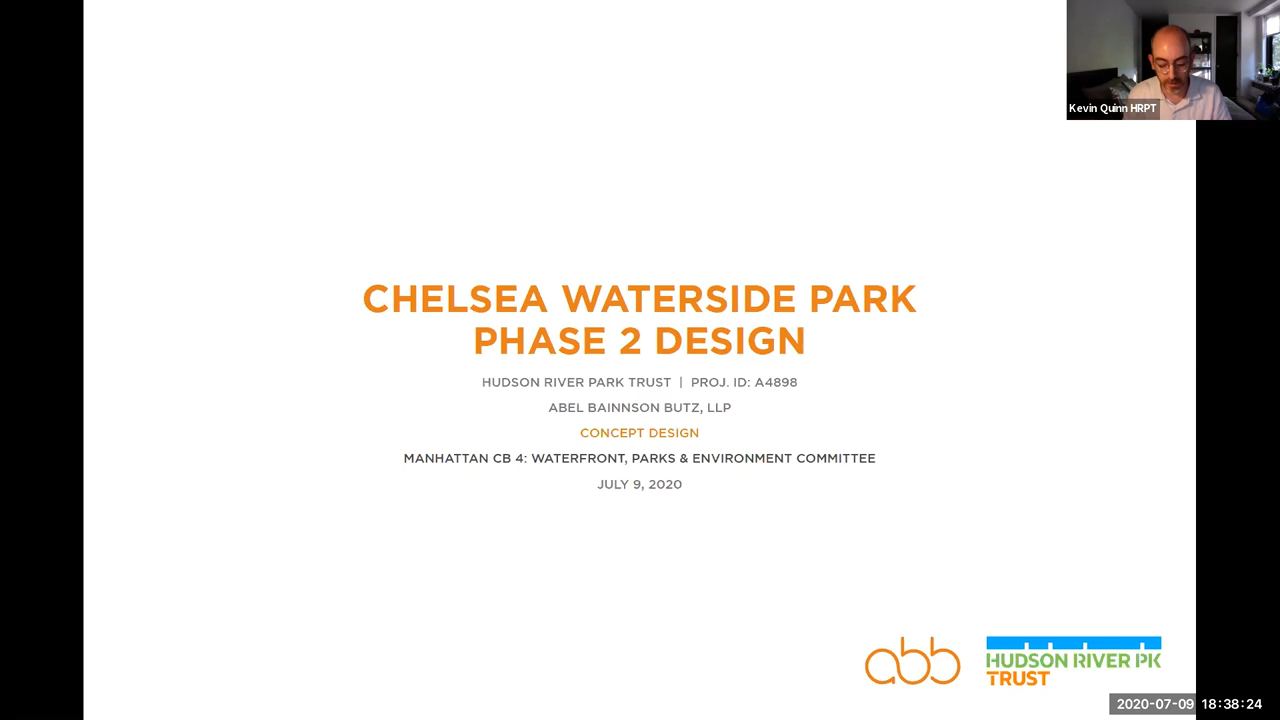 Kevin Quinn HRPT
CHELSEA WATERSIDE PARK
PHASE 2 DESIGN
HUDSON RIVER PARK TRUST | PROJ. ID: A4898
ABEL BAINNSON BUTZ, LLP
CONCEPT DESIGN
MANHATTAN CB 4: WATERFRONT, PARKS & ENVIRONMENT COMMITTEE
JULY 9, 2020
abb
HUDSON RIVER PK
TRUST
2020-07-09 18:38:24